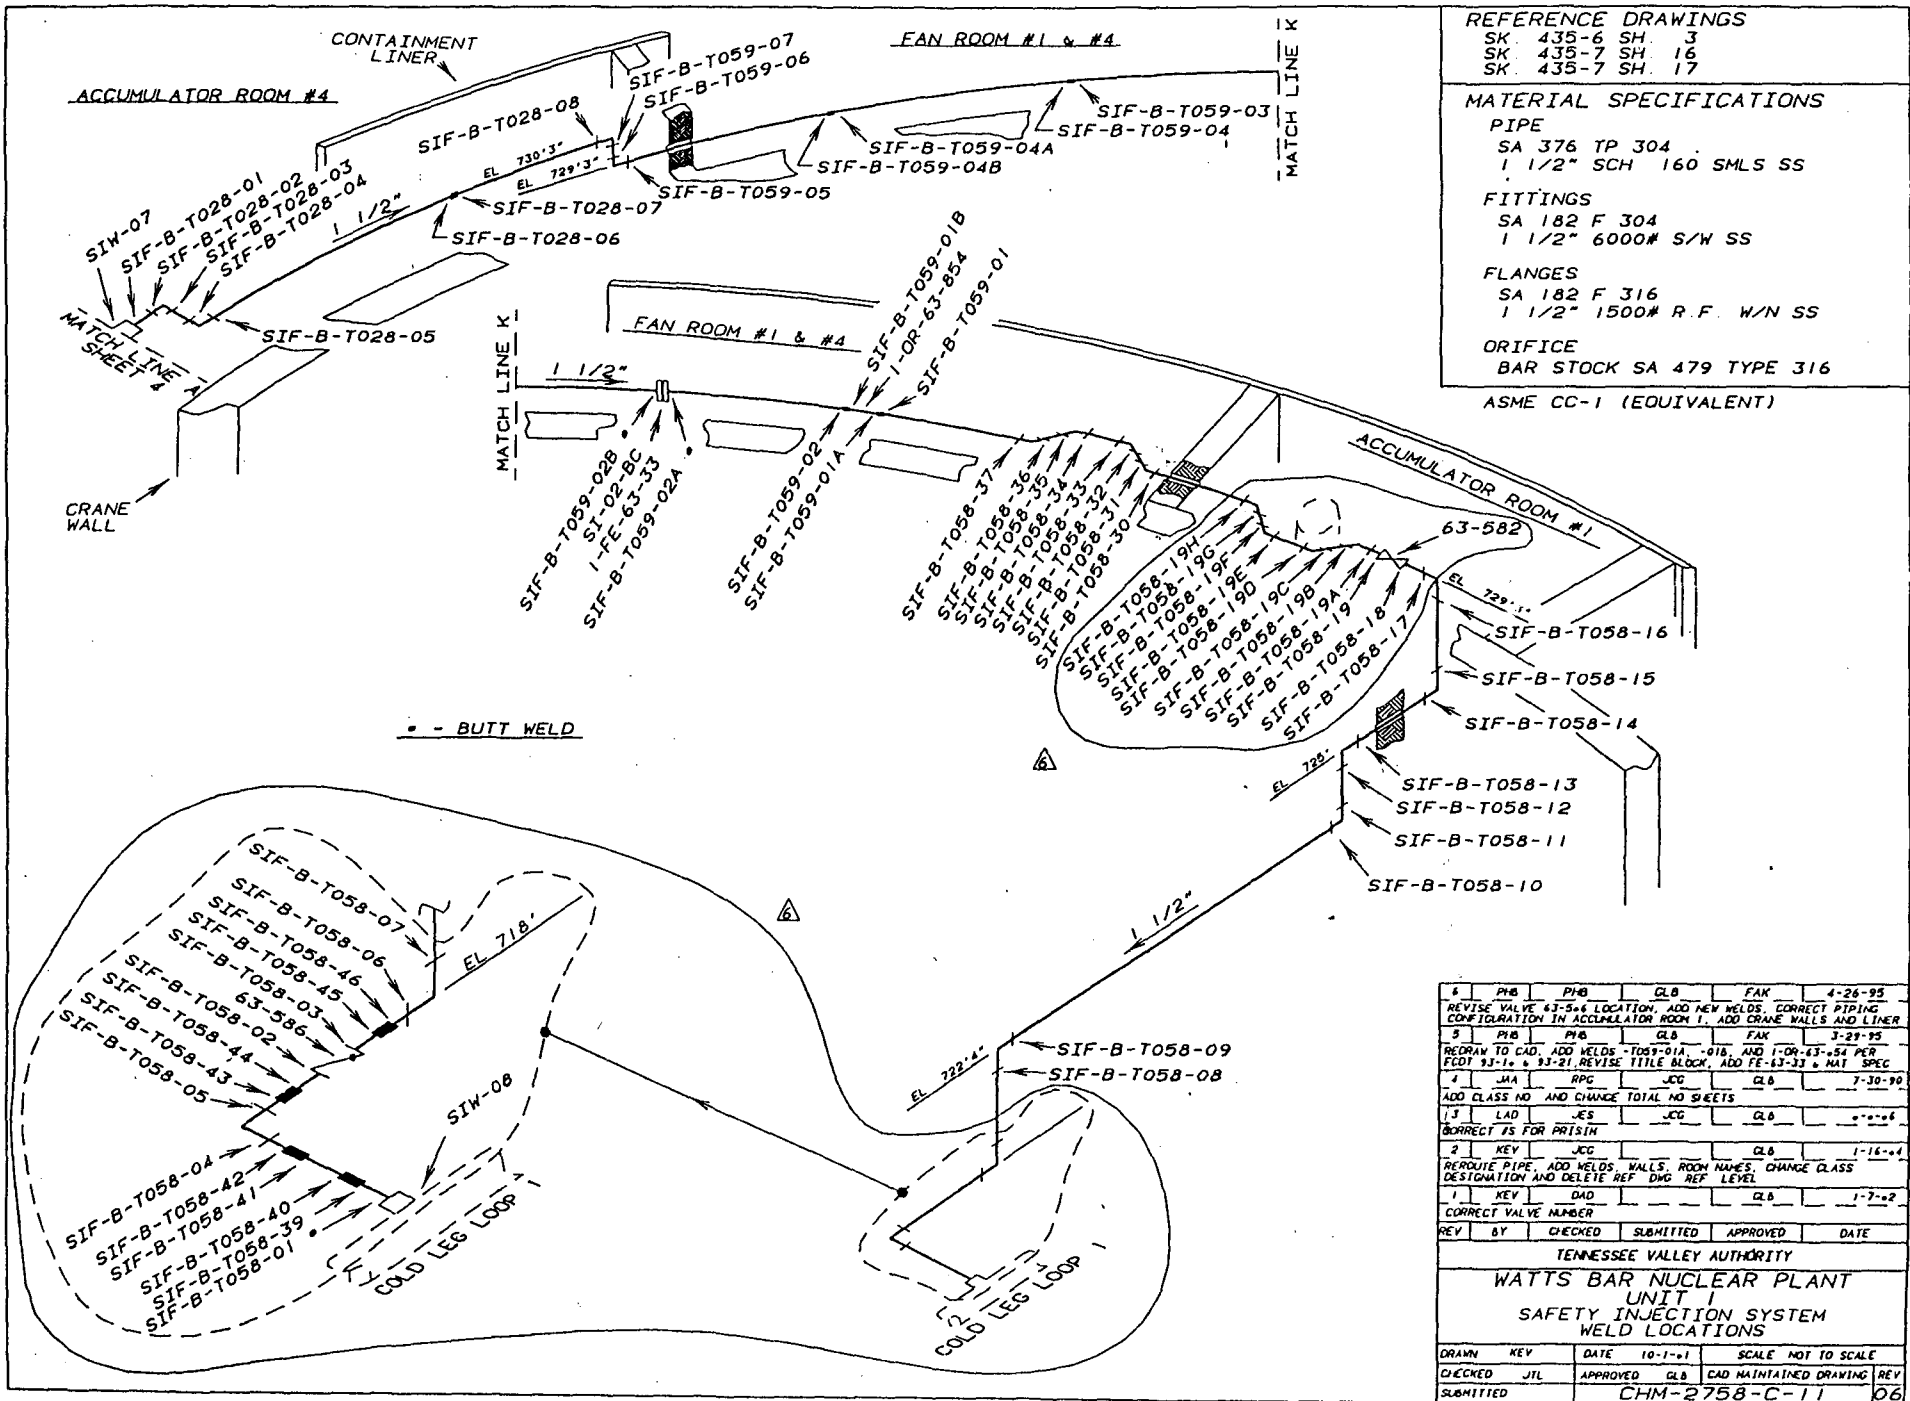 CONTAINMENT
LINER
FAN ROOM #1 & #4
ACCUMULATOR ROOM #4
SIF-B-T059-07
SIF-B-T059-06
SIF-B-T028-08
MATCH LINE K
SIF-B-T059-03
SIF-B-T059-04
SIF-B-T059-04A
SIF-B-T059-04B
EL 730'3"
EL 729'3"
SIF-B-T059-05
SIW-07
SIF-B-T028-01
SIF-B-T028-02
SIF-B-T028-03
SIF-B-T028-04
1 1/2"
SIF-B-T028-07
SIF-B-T028-06
SIF-B-T028-05
MATCH LINE A
SHEET 4
CRANE
WALL
MATCH LINE K
FAN ROOM #1 & #4
1 1/2"
SIF-B-T059-01B
1-OR-63-854
SIF-B-T059-01
SIF-B-T059-02B •
SI-02-BC
1-FE-63-33
SIF-B-T059-02A •
SIF-B-T059-02
SIF-B-T059-01A
SIF-B-T058-37
SIF-B-T058-36
SIF-B-T058-35
SIF-B-T058-34
SIF-B-T058-33
SIF-B-T058-32
SIF-B-T058-31
SIF-B-T058-30
ACCUMULATOR ROOM #1
63-582
SIF-B-T058-19H
SIF-B-T058-19G
SIF-B-T058-19F
SIF-B-T058-19E
SIF-B-T058-19D
SIF-B-T058-19C
SIF-B-T058-19B
SIF-B-T058-19A
SIF-B-T058-19
SIF-B-T058-18
SIF-B-T058-17
EL
SIF-B-T058-16
SIF-B-T058-15
SIF-B-T058-14
6
EL 725'
SIF-B-T058-13
SIF-B-T058-12
SIF-B-T058-11
SIF-B-T058-10
• - BUTT WELD
1 1/2"
6
SIF-B-T058-07
SIF-B-T058-06
SIF-B-T058-46
SIF-B-T058-45
SIF-B-T058-03
63-586
SIF-B-T058-02
SIF-B-T058-44
SIF-B-T058-43
SIF-B-T058-05
EL 718'
SIW-08
SIF-B-T058-04
SIF-B-T058-42
SIF-B-T058-41
SIF-B-T058-40
SIF-B-T058-39
SIF-B-T058-01 •
COLD LEG LOOP 1
EL 722'4"
SIF-B-T058-09
SIF-B-T058-08
COLD LEG LOOP 1
REFERENCE DRAWINGS
SK. 435-6 SH. 3
SK. 435-7 SH. 16
SK. 435-7 SH. 17
MATERIAL SPECIFICATIONS
PIPE
SA 376 TP 304
1 1/2" SCH 160 SMLS SS
FITTINGS
SA 182 F 304
1 1/2" 6000# S/W SS
FLANGES
SA 182 F 316
1 1/2" 1500# R.F. W/N SS
ORIFICE
BAR STOCK SA 479 TYPE 316
ASME CC-1 (EQUIVALENT)
6 PHB PHB GLB FAK 4-26-95
REVISE VALVE LOCATION, ADD NEW WELDS, CORRECT PIPING
CONFIGURATION IN ACCUMULATOR ROOM 1, ADD CRANE WALLS AND LINER
5 PHB PHB GLB FAK 3-29-95
REDRAW TO CAD, ADD WELDS -T059-01A, -01B, AND PER
FCDT & 93-21, REVISE TITLE BLOCK, ADD FE-63-33 & MAT SPEC
4 JAA RPG JCG GLB 7-30-90
ADD CLASS NO AND CHANGE TOTAL NO SHEETS
3 LAD JES JCG GLB
2 KEV JCG GLB
REROUTE PIPE, ADD WELDS, WALLS, ROOM NAMES, CHANGE CLASS
DESIGNATION AND DELETE REF DWG REF LEVEL
1 KEV DAD GLB
CORRECT VALVE NUMBER
REV BY CHECKED SUBMITTED APPROVED DATE
TENNESSEE VALLEY AUTHORITY
WATTS BAR NUCLEAR PLANT
UNIT 1
SAFETY INJECTION SYSTEM
WELD LOCATIONS
DRAWN KEV DATE SCALE NOT TO SCALE
CHECKED JTL APPROVED GLB CAD MAINTAINED DRAWING REV
SUBMITTED CHM-2758-C-11 06